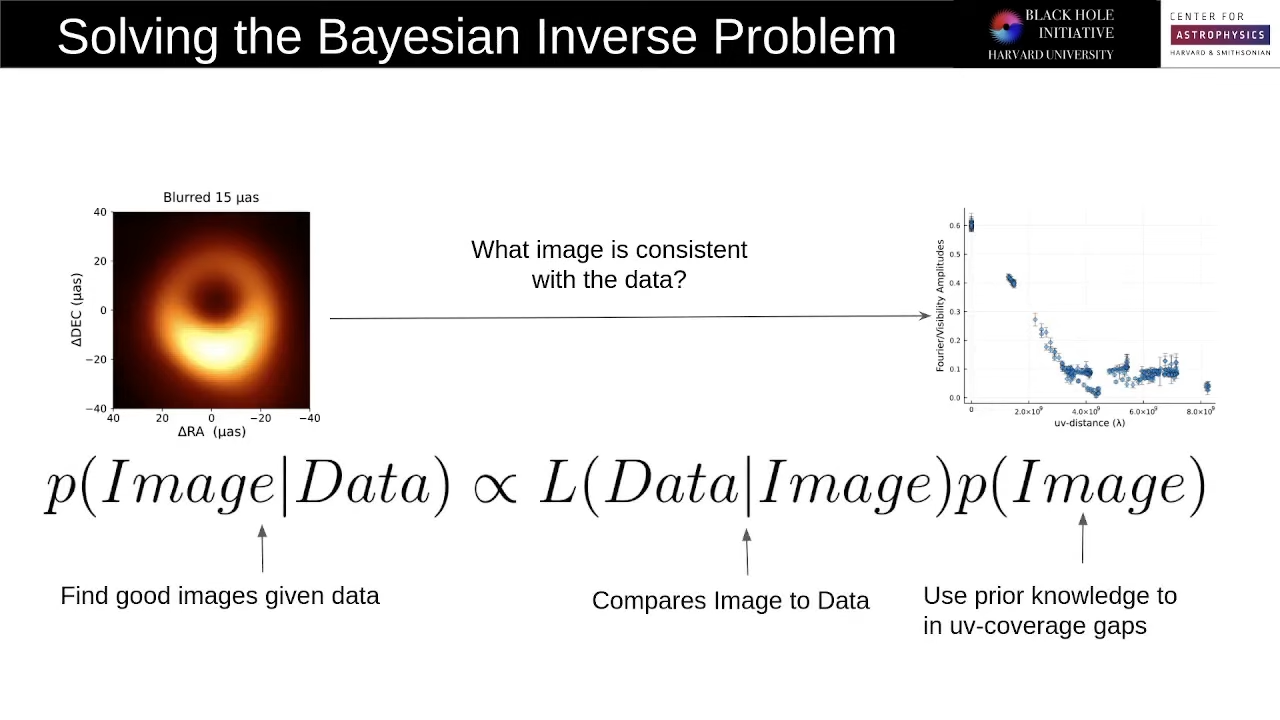 Solving the Bayesian Inverse Problem
BLACK HOLE
INITIATIVE
HARVARD UNIVERSITY
CENTER FOR
ASTROPHYSICS
HARVARD & SMITHSONIAN
Blurred 15 μas
40
20
0
−20
−40
ΔDEC (μas)
40 20 0 −20 −40
ΔRA (μas)
What image is consistent
with the data?
Fourier/Visibility Amplitudes
0.6
0.5
0.4
0.3
0.2
0.1
0.0
0 2.0×10⁹ 4.0×10⁹ 6.0×10⁹ 8.0×10⁹
uv-distance (λ)
p(Image|Data) ∝ L(Data|Image)p(Image)
Find good images given data
Compares Image to Data
Use prior knowledge to
in uv-coverage gaps